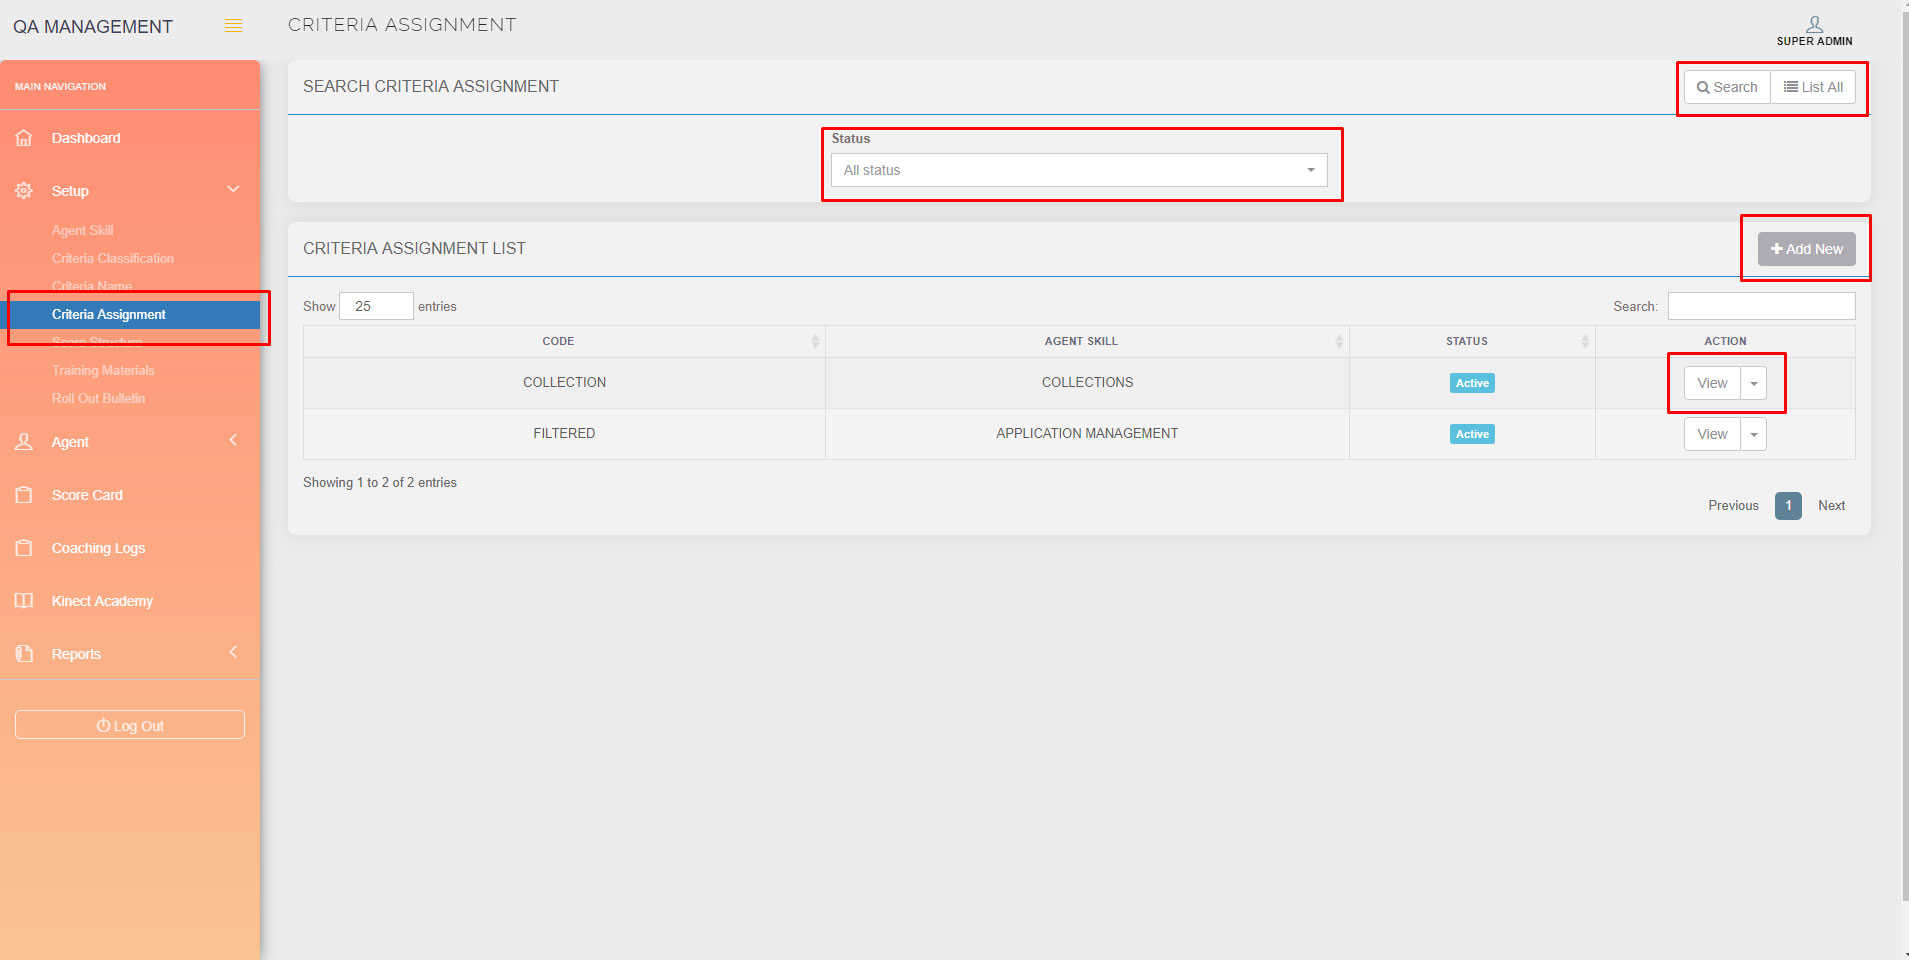 QA MANAGEMENT
CRITERIA ASSIGNMENT
SUPER ADMIN
MAIN NAVIGATION
Dashboard
Setup
Agent Skill
Criteria Classification
Criteria Name
Criteria Assignment
Score Structure
Training Materials
Roll Out Bulletin
Agent
Score Card
Coaching Logs
Kinect Academy
Reports
Log Out
SEARCH CRITERIA ASSIGNMENT
Search List All
Status
All status
CRITERIA ASSIGNMENT LIST
Add New
Show 25 entries
Search:
CODE AGENT SKILL STATUS ACTION
COLLECTION COLLECTIONS Active View
FILTERED APPLICATION MANAGEMENT Active View
Showing 1 to 2 of 2 entries
Previous 1 Next